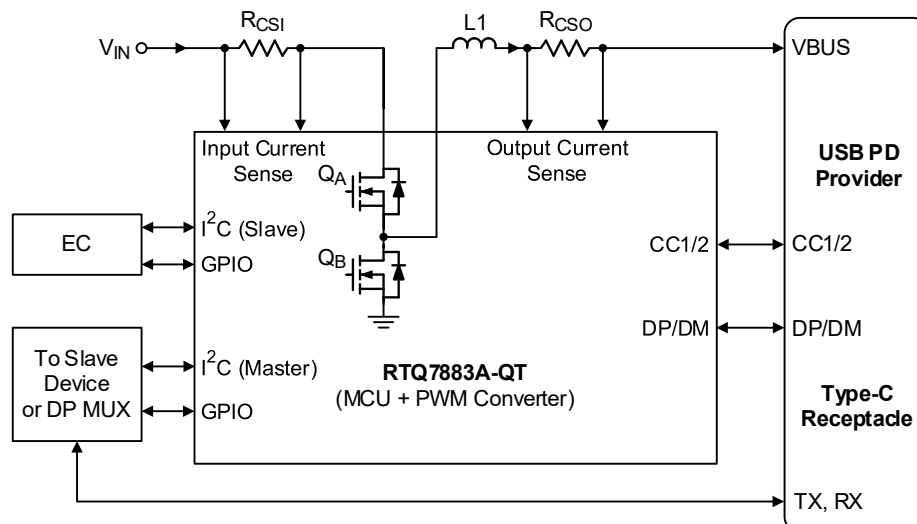 R_CSI
L1
R_CSO
V_IN
VBUS
Input Current
Sense
Output Current
Sense
USB PD
Provider
Q_A
EC
I²C (Slave)
GPIO
Q_B
CC1/2
CC1/2
DP/DM
DP/DM
To Slave
Device
or DP MUX
I²C (Master)
GPIO
RTQ7883A-QT
(MCU + PWM Converter)
Type-C
Receptacle
TX, RX